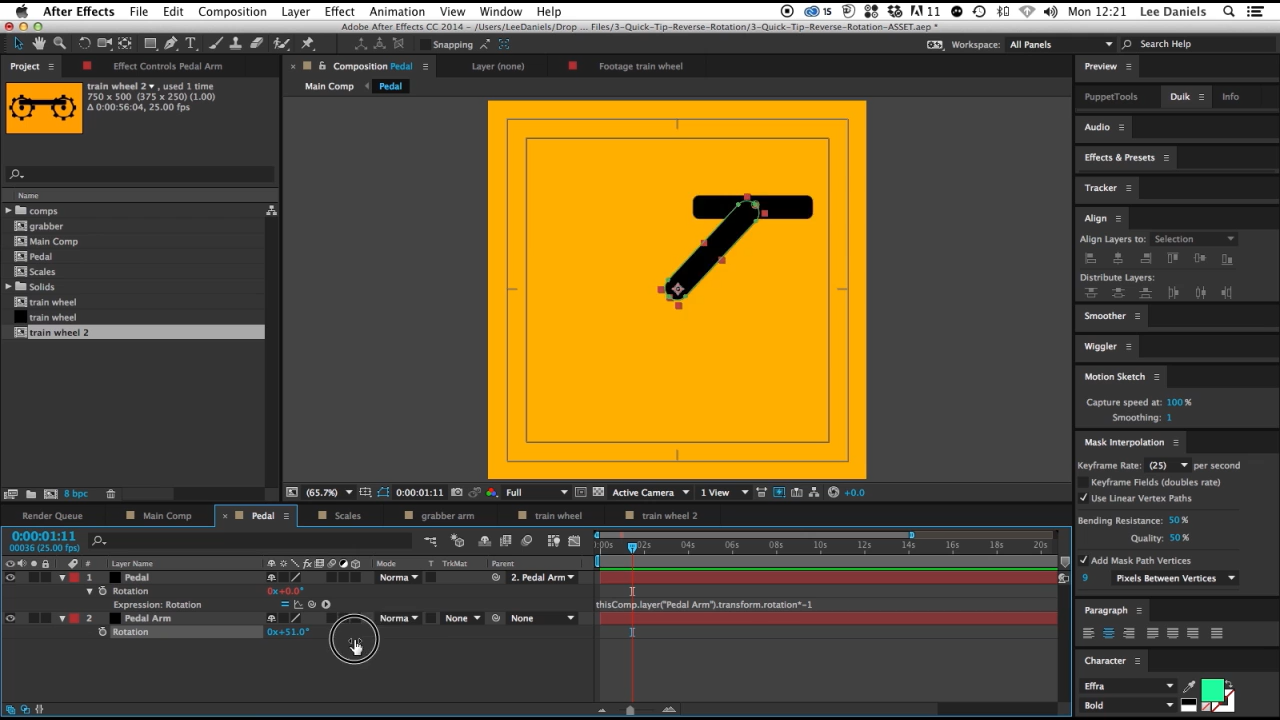 After Effects File Edit Composition Layer Effect Animation View Window Help 15 11 Mon 12:21 Lee Daniels
Adobe After Effects CC 2014 - /Users/LeeDaniels/Drop ... Files/3-Quick-Tip-Reverse-Rotation/3-Quick-Tip-Reverse-Rotation-ASSET.aep *
Snapping Workspace: All Panels Search Help
Project Effect Controls Pedal Arm Composition Pedal Layer (none) Footage train wheel Preview
train wheel 2 , used 1 time
750 x 500 (375 x 250) (1.00)
Δ 0:00:56:04, 25.00 fps
Main Comp Pedal
PuppetTools Duik Info
Audio
Effects & Presets
Tracker
Align
Align Layers to: Selection
Distribute Layers:
Smoother
Wiggler
Motion Sketch
Capture speed at: 100 %
Smoothing: 1
Mask Interpolation
Keyframe Rate: (25) per second
Keyframe Fields (doubles rate)
Use Linear Vertex Paths
Bending Resistance: 50 %
Quality: 50 %
Add Mask Path Vertices
9 Pixels Between Vertices
Paragraph
Character
Effra
Bold
Name
comps
grabber
Main Comp
Pedal
Scales
Solids
train wheel
train wheel
train wheel 2
8 bpc
(65.7%) 0:00:01:11 Full Active Camera 1 View +0.0
Render Queue Main Comp Pedal Scales grabber arm train wheel train wheel 2
0:00:01:11
00036 (25.00 fps)
# Layer Name Mode T TrkMat Parent
:00s 02s 04s 06s 08s 10s 12s 14s 16s 18s 20s
1 Pedal Norma 2. Pedal Arm
Rotation 0x+0.0°
Expression: Rotation thisComp.layer("Pedal Arm").transform.rotation*-1
2 Pedal Arm Norma None None
Rotation 0x+51.0°